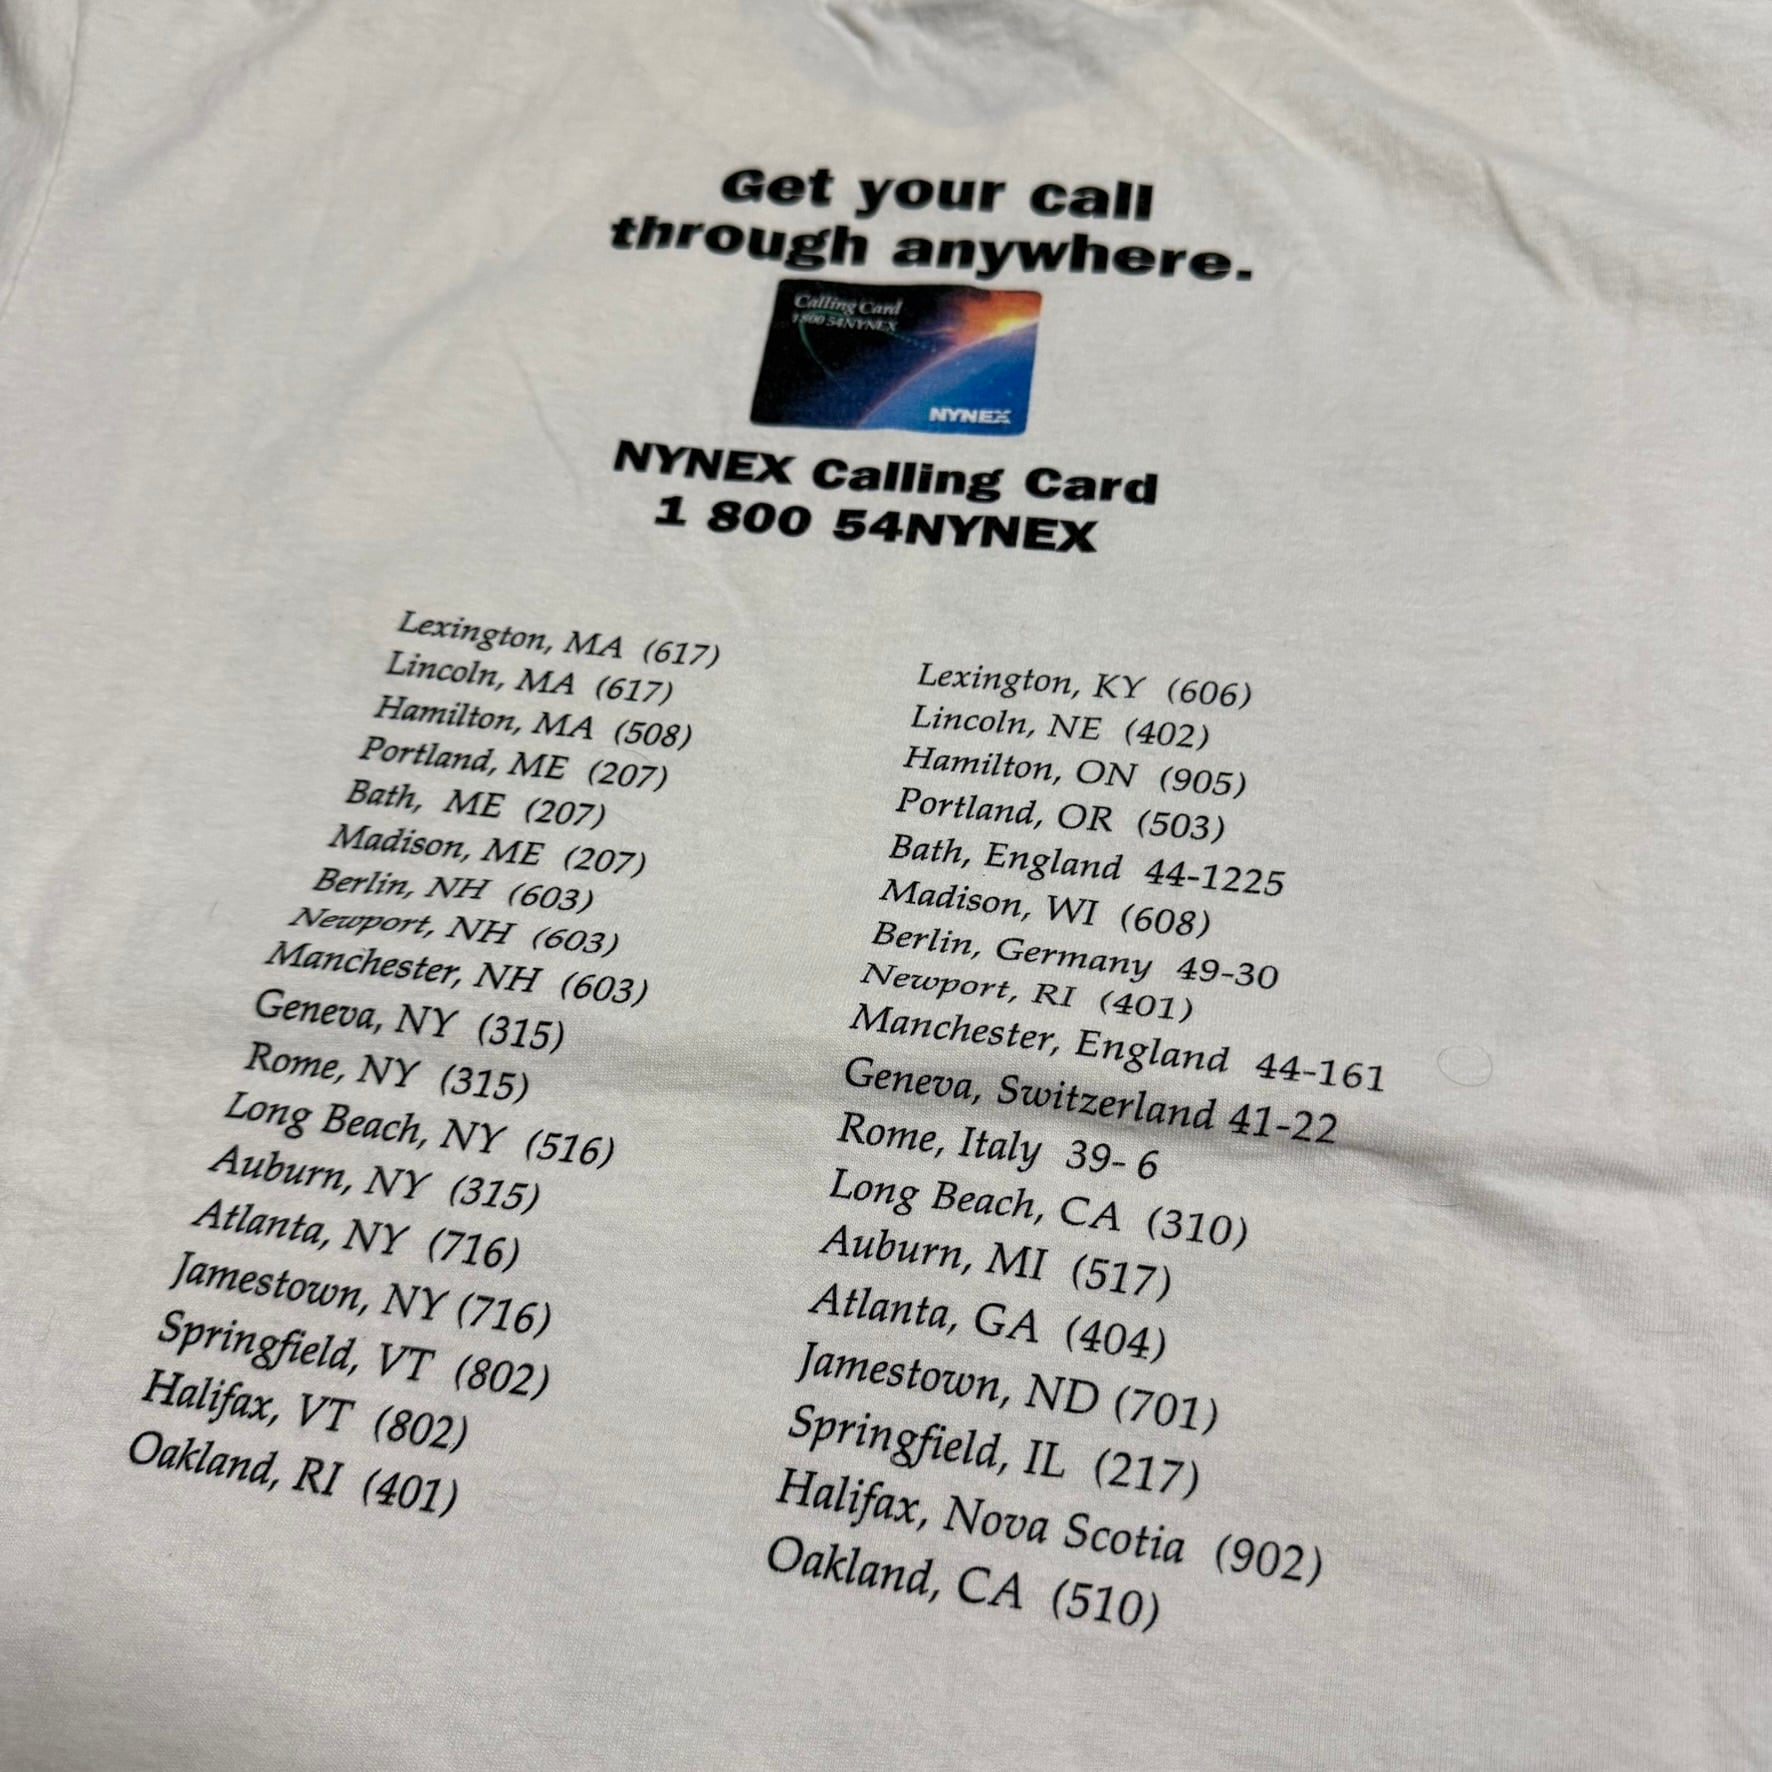 Get your call
through anywhere.
Calling Card
1 800 54NYNEX
NYNEX
NYNEX Calling Card
1 800 54NYNEX
Lexington, MA (617)
Lincoln, MA (617)
Hamilton, MA (508)
Portland, ME (207)
Bath, ME (207)
Madison, ME (207)
Berlin, NH (603)
Newport, NH (603)
Manchester, NH (603)
Geneva, NY (315)
Rome, NY (315)
Long Beach, NY (516)
Auburn, NY (315)
Atlanta, NY (716)
Jamestown, NY (716)
Springfield, VT (802)
Halifax, VT (802)
Oakland, RI (401)
Lexington, KY (606)
Lincoln, NE (402)
Hamilton, ON (905)
Portland, OR (503)
Bath, England 44-1225
Madison, WI (608)
Berlin, Germany 49-30
Newport, RI (401)
Manchester, England 44-161
Geneva, Switzerland 41-22
Rome, Italy 39- 6
Long Beach, CA (310)
Auburn, MI (517)
Atlanta, GA (404)
Jamestown, ND (701)
Springfield, IL (217)
Halifax, Nova Scotia (902)
Oakland, CA (510)